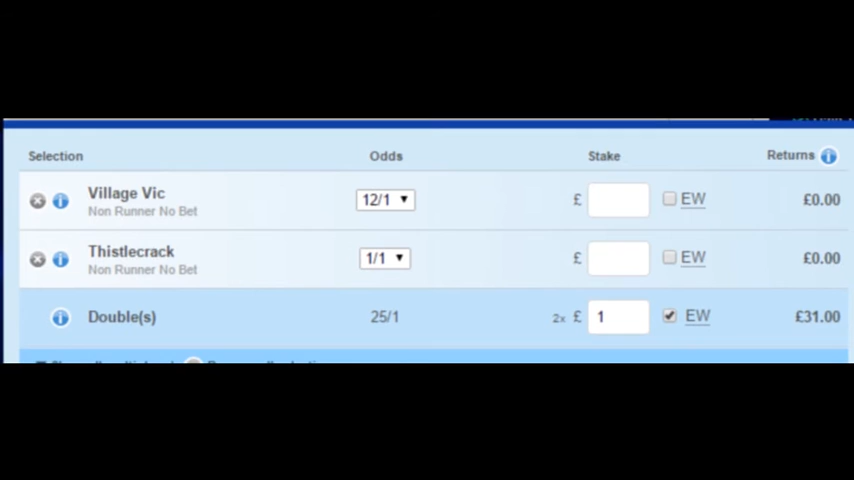 Selection Odds Stake Returns
Village Vic 12/1 £ EW £0.00
Non Runner No Bet
Thistlecrack 1/1 £ EW £0.00
Non Runner No Bet
Double(s) 25/1 2x £ 1 EW £31.00